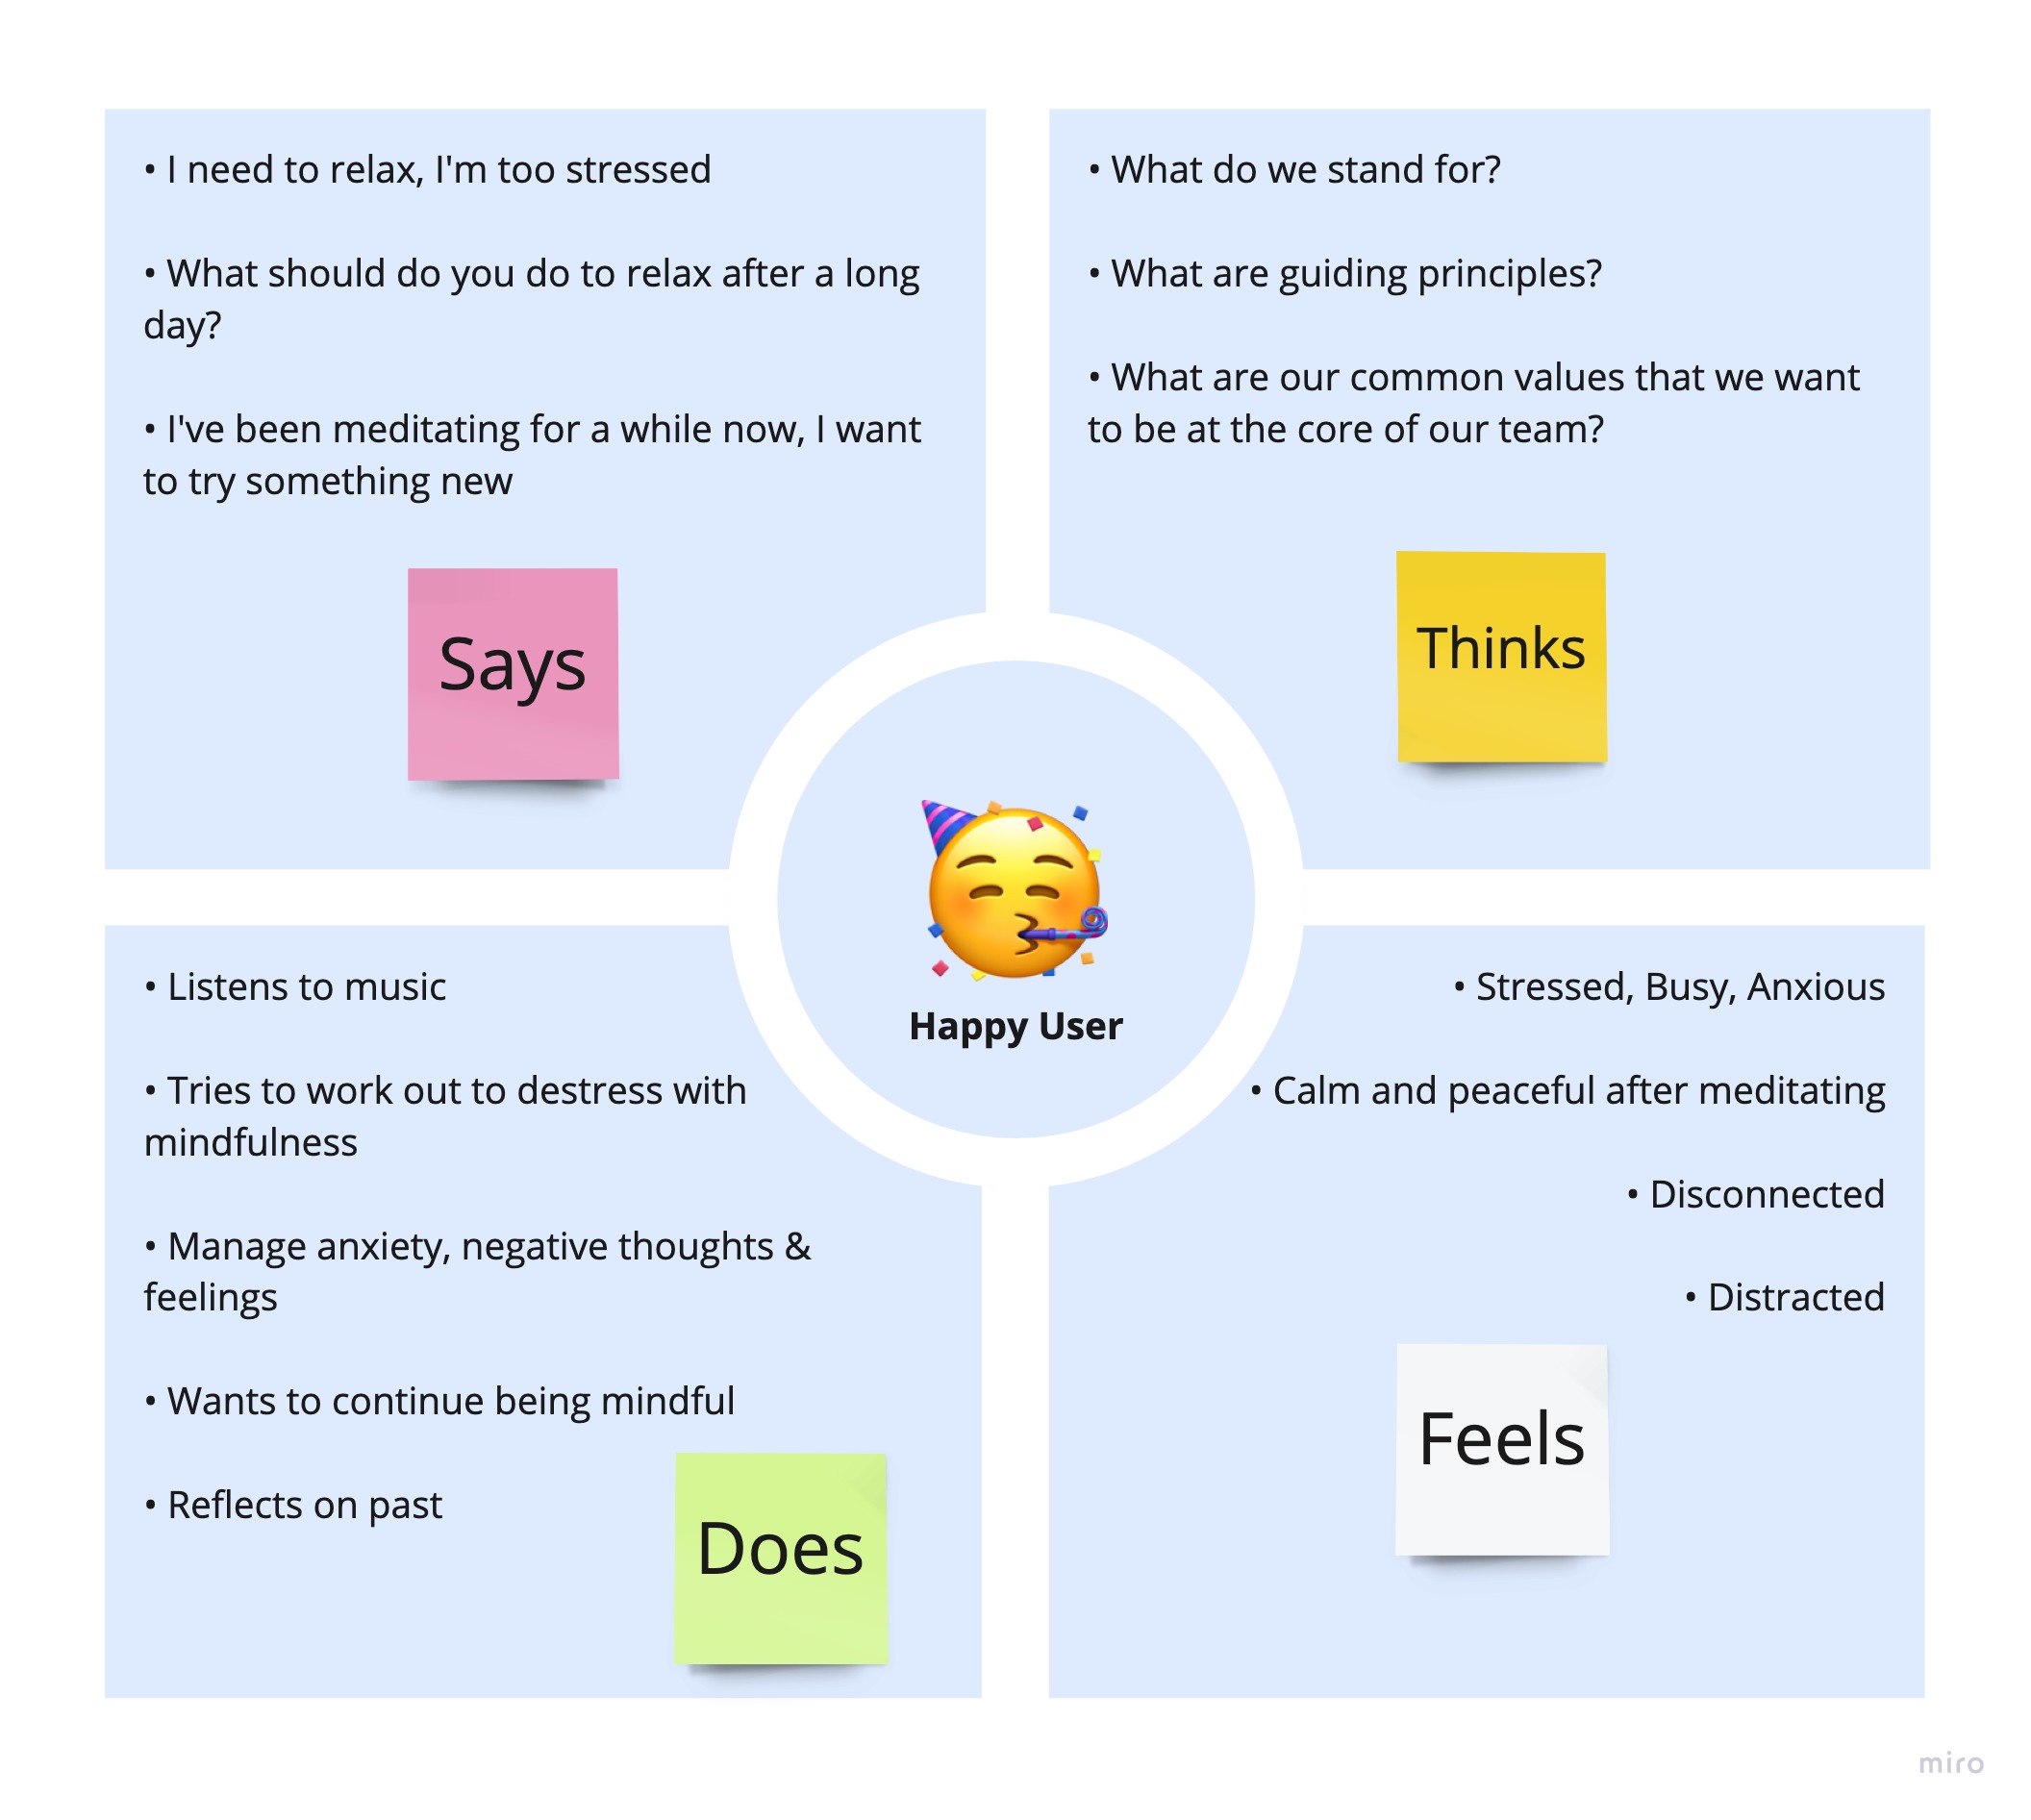 • I need to relax, I'm too stressed
• What should do you do to relax after a long
day?
• I've been meditating for a while now, I want
to try something new
Says
• What do we stand for?
• What are guiding principles?
• What are our common values that we want
to be at the core of our team?
Thinks
Happy User
• Listens to music
• Tries to work out to destress with
mindfulness
• Manage anxiety, negative thoughts &
feelings
• Wants to continue being mindful
• Reflects on past
Does
• Stressed, Busy, Anxious
• Calm and peaceful after meditating
• Disconnected
• Distracted
Feels
miro